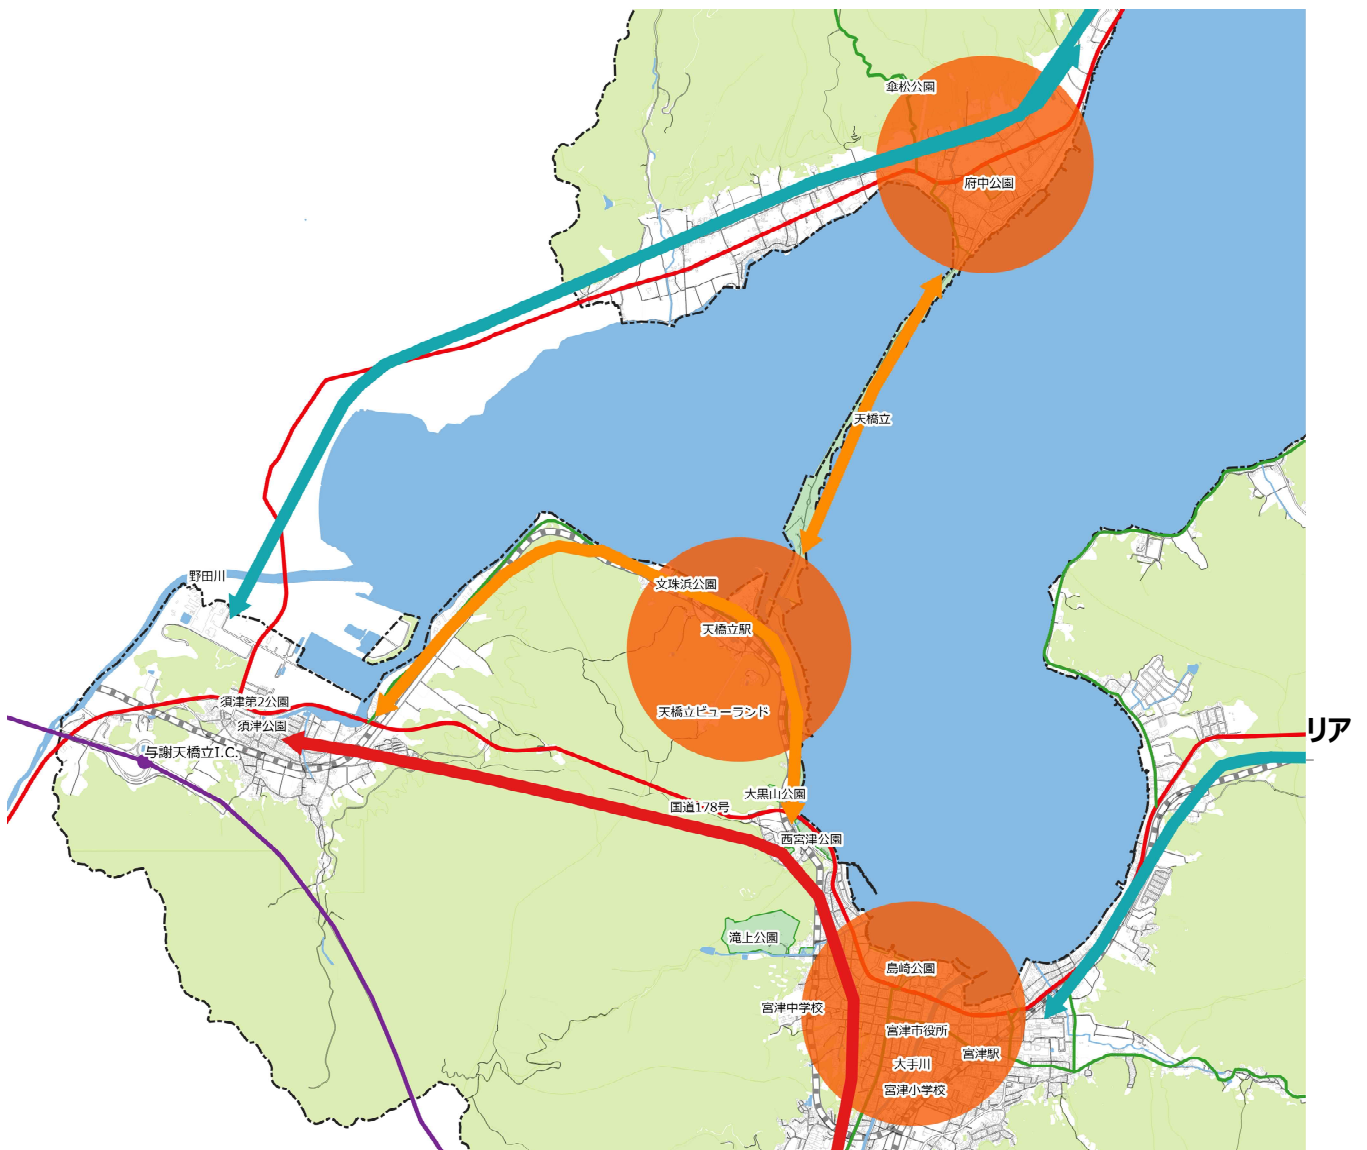 傘松公園
府中公園
天橋立
野田川
文珠浜公園
天橋立駅
須津第2公園
天橋立ビューランド
須津公園
リア
与謝天橋立I.C.
大黒山公園
国道178号
西宮津公園
滝上公園
島崎公園
宮津中学校
宮津市役所
宮津駅
大手川
宮津小学校